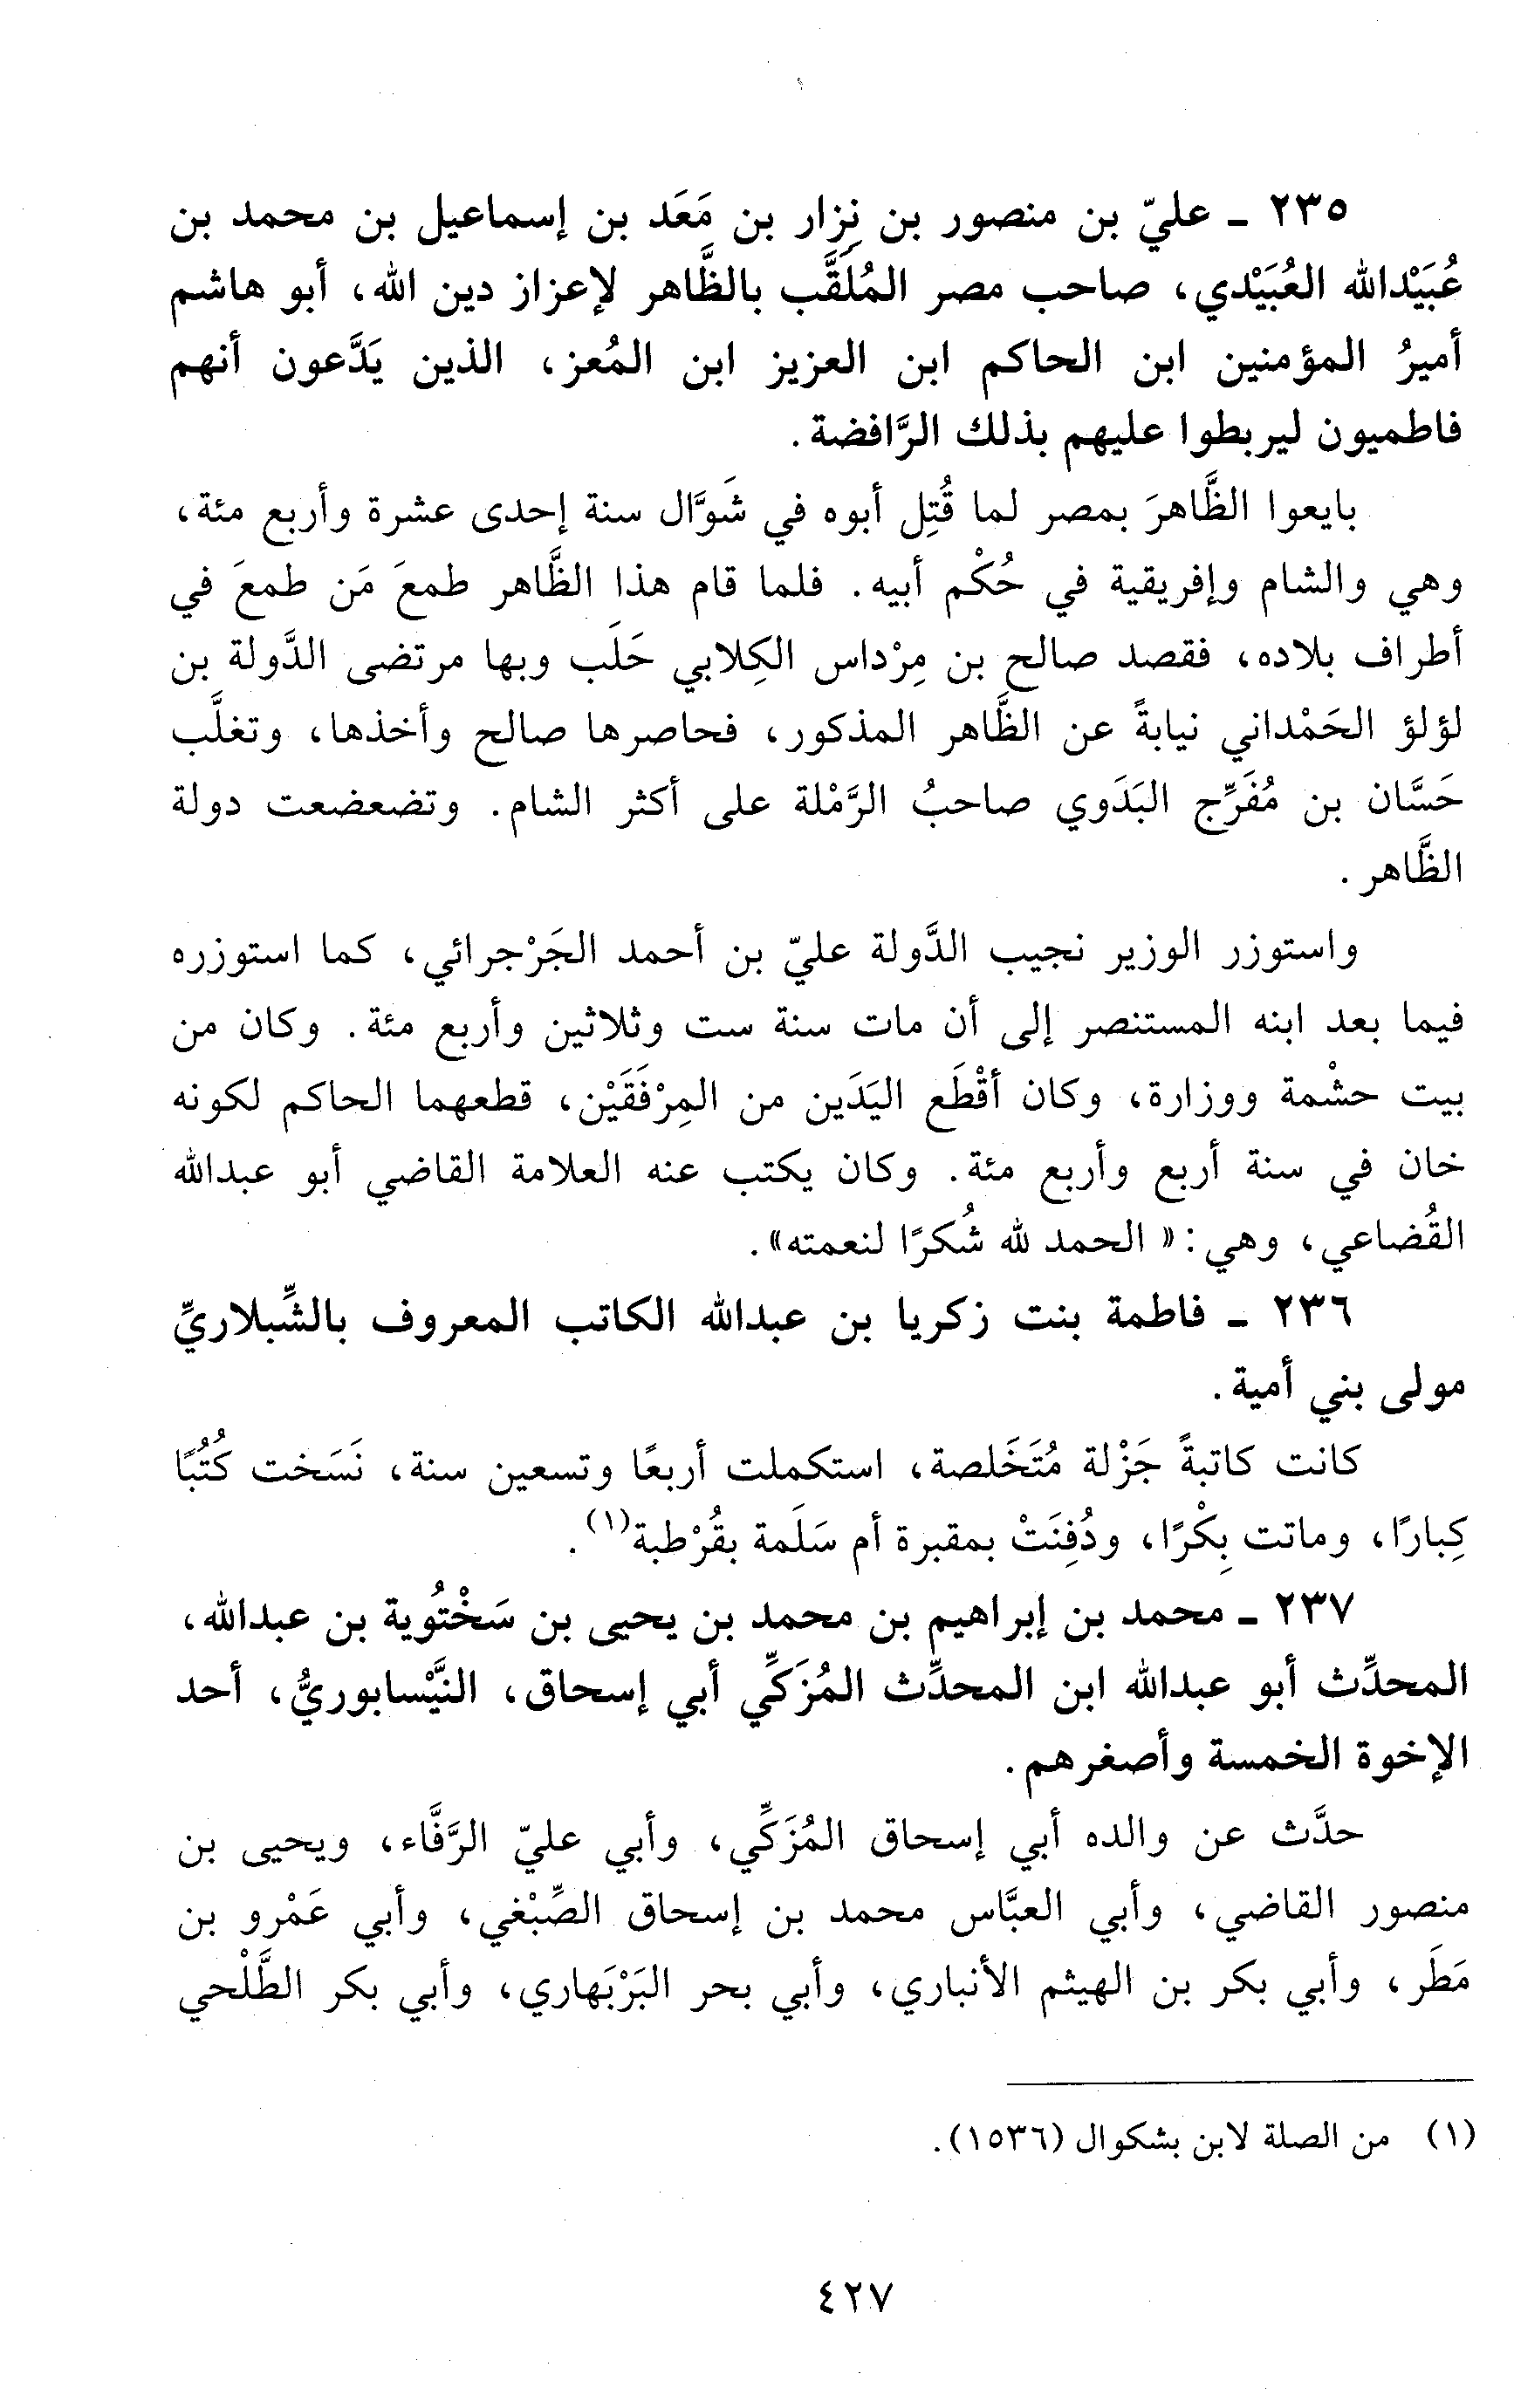 ٢٣٥ ـ عليّ بن منصور بن نِزار بن مَعَد بن إسماعيل بن محمد بن
عُبَيْدالله العُبَيْدي، صاحب مصر المُلَقَّب بالظَّاهر لإعزاز دين الله، أبو هاشم
أميرُ المؤمنين ابن الحاكم ابن العزيز ابن المُعز، الذين يَدَّعون أنهم
فاطميون ليربطوا عليهم بذلك الرَّافضة.
بايعوا الظَّاهرَ بمصر لما قُتِل أبوه في شَوَّال سنة إحدى عشرة وأربع مئة،
وهي والشام وإفريقية في حُكْم أبيه. فلما قام هذا الظَّاهر طمعَ مَن طمعَ في
أطراف بلاده، فقصد صالح بن مِرْداس الكِلابي حَلَب وبها مرتضى الدَّولة بن
لؤلؤ الحَمْداني نيابةً عن الظَّاهر المذكور، فحاصرها صالح وأخذها، وتغلَّب
حَسَّان بن مُفَرِّج البَدَوي صاحبُ الرَّمْلة على أكثر الشام. وتضعضعت دولة
الظَّاهر.
واستوزر الوزير نجيب الدَّولة عليّ بن أحمد الجَرْجرائي، كما استوزره
فيما بعد ابنه المستنصر إلى أن مات سنة ست وثلاثين وأربع مئة. وكان من
بيت حشْمة ووزارة، وكان أقْطَع اليَدَين من المِرْفَقَيْن، قطعهما الحاكم لكونه
خان في سنة أربع وأربع مئة. وكان يكتب عنه العلامة القاضي أبو عبدالله
القُضاعي، وهي: «الحمد لله شُكرًا لنعمته».
٢٣٦ ـ فاطمة بنت زكريا بن عبدالله الكاتب المعروف بالشِّبلاريِّ
مولى بني أمية.
كانت كاتبةً جَزْلة مُتَخَلصة، استكملت أربعًا وتسعين سنة، نَسَخت كُتُبًا
كِبارًا، وماتت بِكْرًا، ودُفِنَتْ بمقبرة أم سَلَمة بقُرْطبة(١).
٢٣٧ ـ محمد بن إبراهيم بن محمد بن يحيى بن سَخْتُوية بن عبدالله،
المحدِّث أبو عبدالله ابن المحدِّث المُزَكِّي أبي إسحاق، النَّيْسابوريُّ، أحد
الإخوة الخمسة وأصغرهم.
حدَّث عن والده أبي إسحاق المُزَكِّي، وأبي عليّ الرَّفَّاء، ويحيى بن
منصور القاضي، وأبي العبَّاس محمد بن إسحاق الصِّبْغي، وأبي عَمْرو بن
مَطَر، وأبي بكر بن الهيثم الأنباري، وأبي بحر البَرْبَهاري، وأبي بكر الطَّلْحي
(١) من الصلة لابن بشكوال (١٥٣٦).
٤٢٧